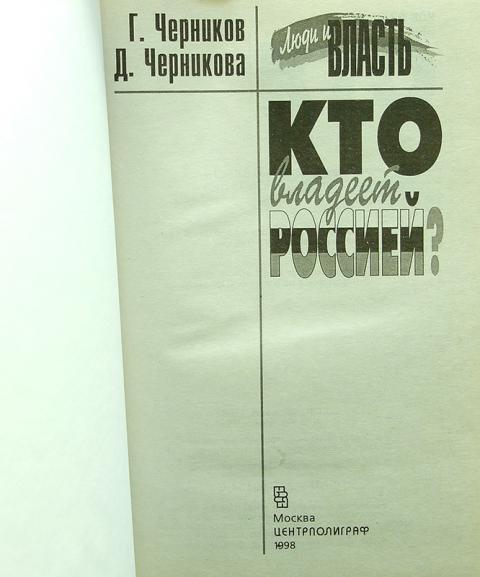 Г. Черников
Д. Черникова
Люди и
ВЛАСТЬ
КТО
владеет
РОССИЕЙ?
Москва
ЦЕНТРПОЛИГРАФ
1998